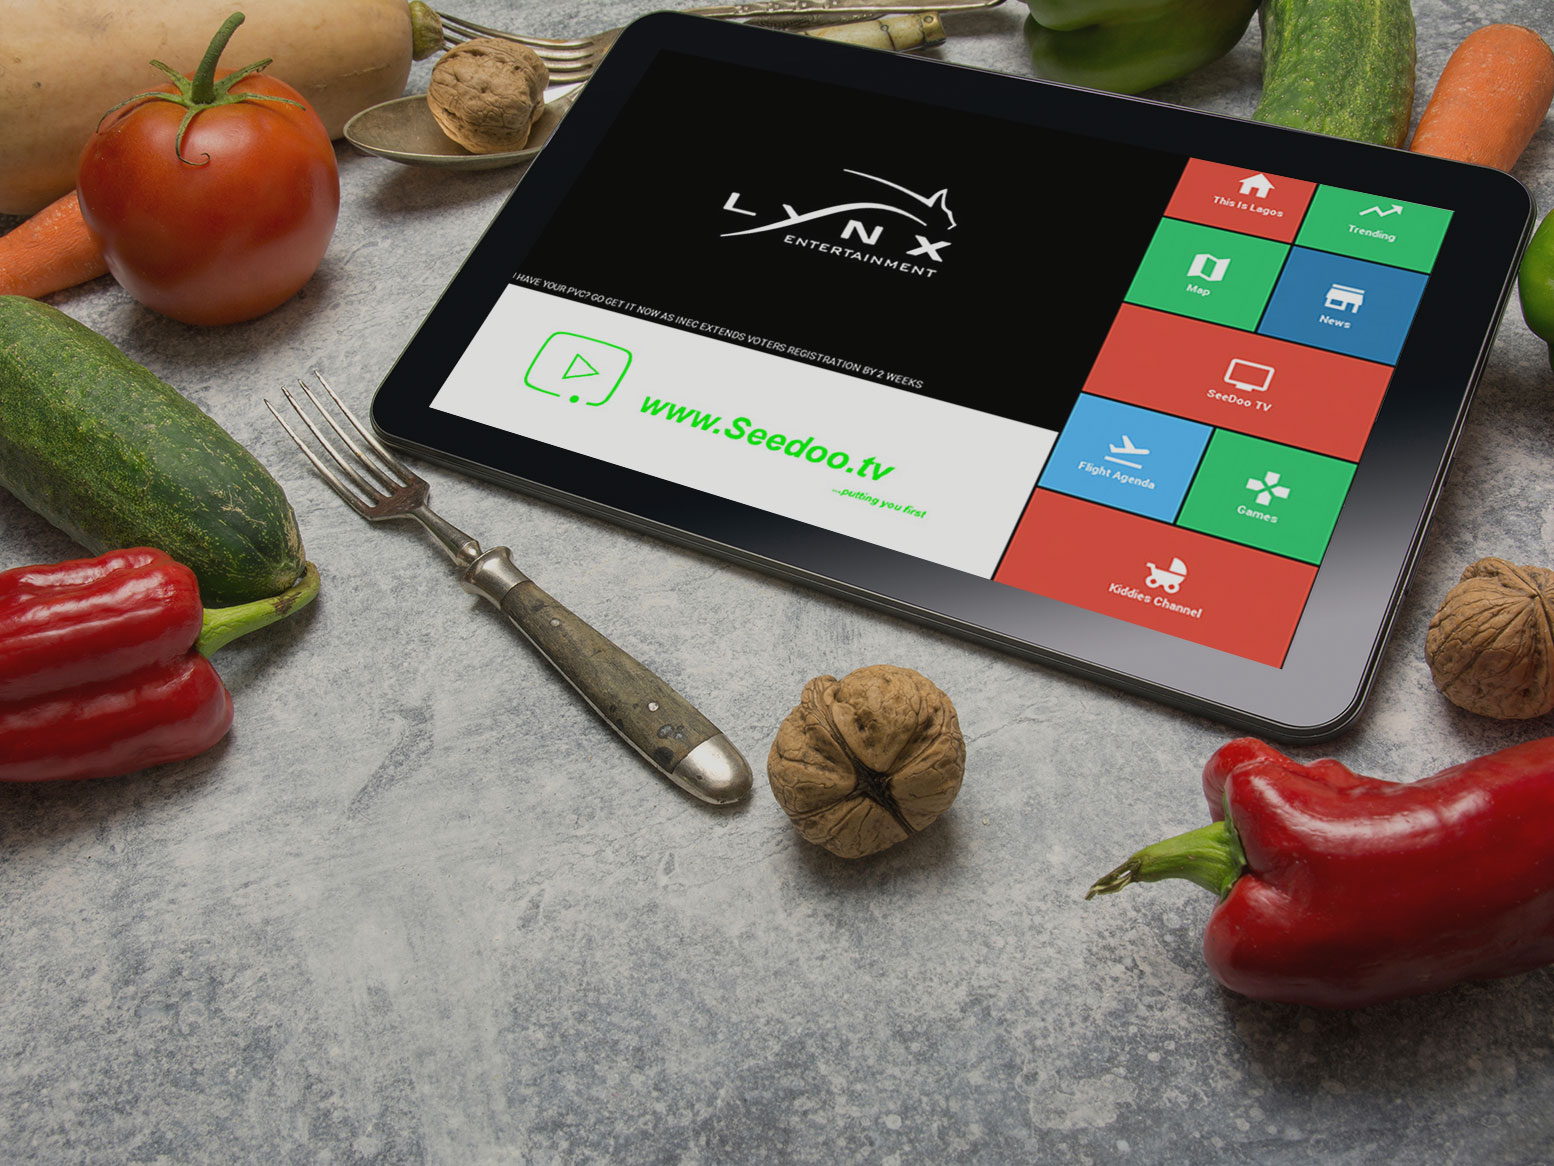 LYNX
ENTERTAINMENT
HAVE YOUR PVC? GO GET IT NOW AS INEC EXTENDS VOTERS REGISTRATION BY 2 WEEKS
www.Seedoo.tv
...putting you first
This Is Lagos
Trending
Map
News
SeeDoo TV
Flight Agenda
Games
Kiddies Channel